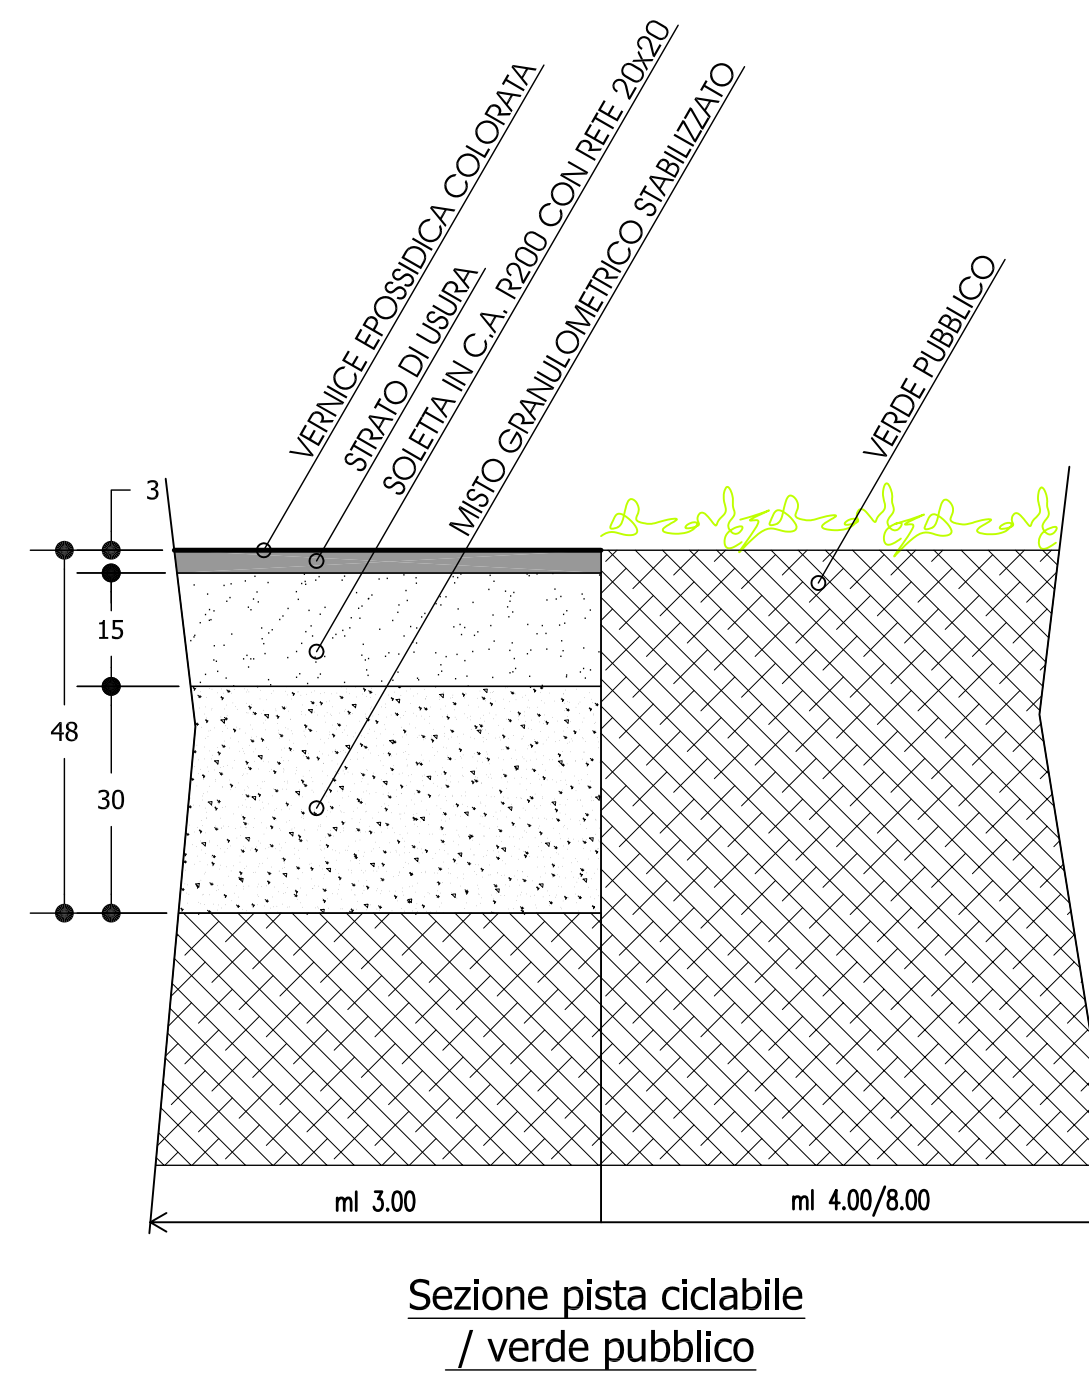 VERNICE EPOSSIDICA COLORATA
STRATO DI USURA
SOLETTA IN C.A. R200 CON RETE 20x20
MISTO GRANULOMETRICO STABILIZZATO
VERDE PUBBLICO
3
15
48
30
ml 3.00
ml 4.00/8.00
Sezione pista ciclabile
/ verde pubblico